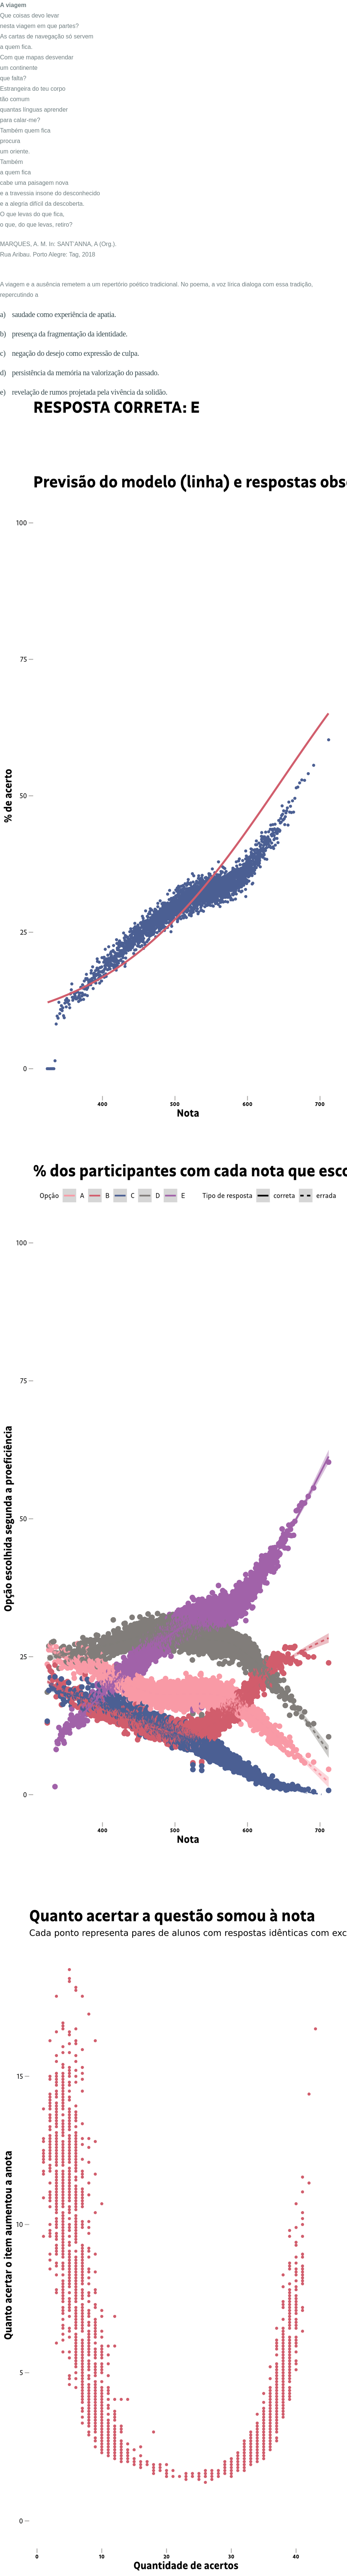 A viagem
Que coisas devo levar
nesta viagem em que partes?
As cartas de navegação só servem
a quem fica.
Com que mapas desvendar
um continente
que falta?
Estrangeira do teu corpo
tão comum
quantas línguas aprender
para calar-me?
Também quem fica
procura
um oriente.
Também
a quem fica
cabe uma paisagem nova
e a travessia insone do desconhecido
e a alegria difícil da descoberta.
O que levas do que fica,
o que, do que levas, retiro?
MARQUES, A. M. In: SANT'ANNA, A (Org.).
Rua Aribau. Porto Alegre: Tag, 2018
A viagem e a ausência remetem a um repertório poético tradicional. No poema, a voz lírica dialoga com essa tradição,
repercutindo a
a) saudade como experiência de apatia.
b) presença da fragmentação da identidade.
c) negação do desejo como expressão de culpa.
d) persistência da memória na valorização do passado.
e) revelação de rumos projetada pela vivência da solidão.
RESPOSTA CORRETA: E
Previsão do modelo (linha) e respostas obs
100
75
50
25
0
% de acerto
400 500 600 700
Nota
% dos participantes com cada nota que esco
Opção A B C D E Tipo de resposta correta errada
100
75
50
25
0
Opção escolhida segunda a proeficiência
400 500 600 700
Nota
Quanto acertar a questão somou à nota
Cada ponto representa pares de alunos com respostas idênticas com exc
15
10
5
0
Quanto acertar o item aumentou a anota
0 10 20 30 40
Quantidade de acertos